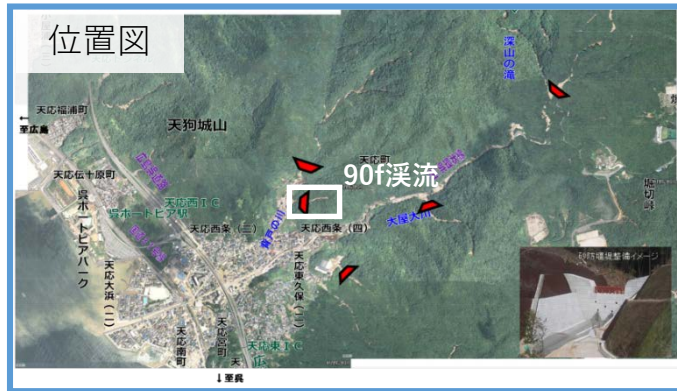 位置図
深山の滝
天応福浦町
←
至広島
天狗城山
天応町
90f渓流
天応伝十原町
天応西IC
呉ポートピア駅
呉ポートピアパーク
天応西条(二)
背戸の川
天応西条(四)
大屋大川
堀切峠
天応大浜(二)
天応東久保(二)
砂防堰堤整備イメージ
天応南町
天応宮町
天応東IC
↓至呉